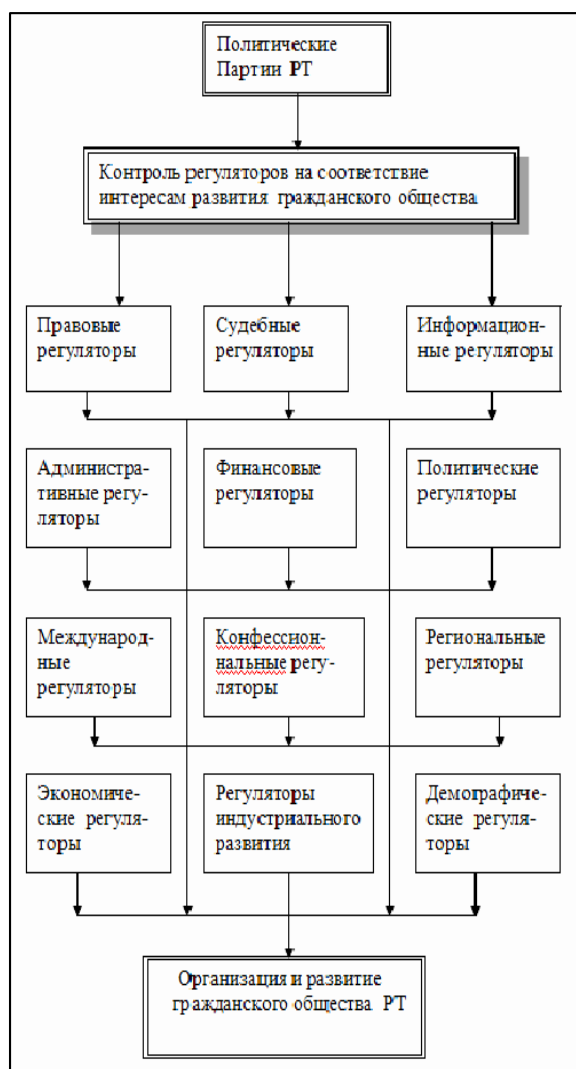 Политические
Партии РТ
Контроль регуляторов на соответствие
интересам развития гражданского общества
Правовые
регуляторы
Судебные
регуляторы
Информацион-
ные регуляторы
Администра-
тивные регу-
ляторы
Финансовые
регуляторы
Политические
регуляторы
Международ-
ные
регуляторы
Конфессион-
нальные регу-
ляторы
Региональные
регуляторы
Экономиче-
ские регуля-
торы
Регуляторы
индустриального
развития
Демографиче-
ские регуля-
торы
Организация и развитие
гражданского общества РТ